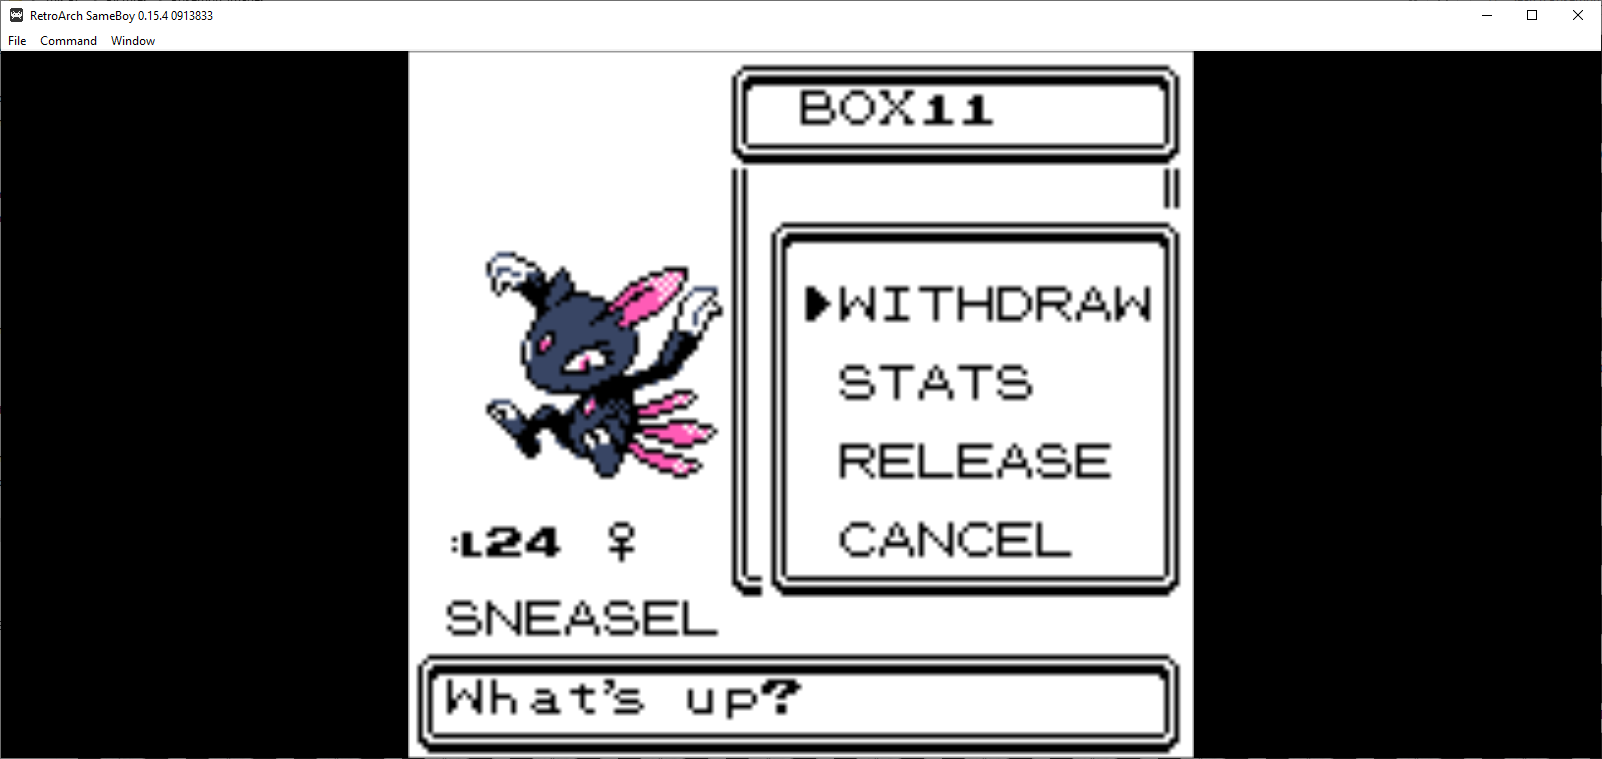 RetroArch SameBoy 0.15.4 0913833
File Command Window
BOX11
▶WITHDRAW
STATS
RELEASE
CANCEL
:L24 ♀
SNEASEL
What's up?